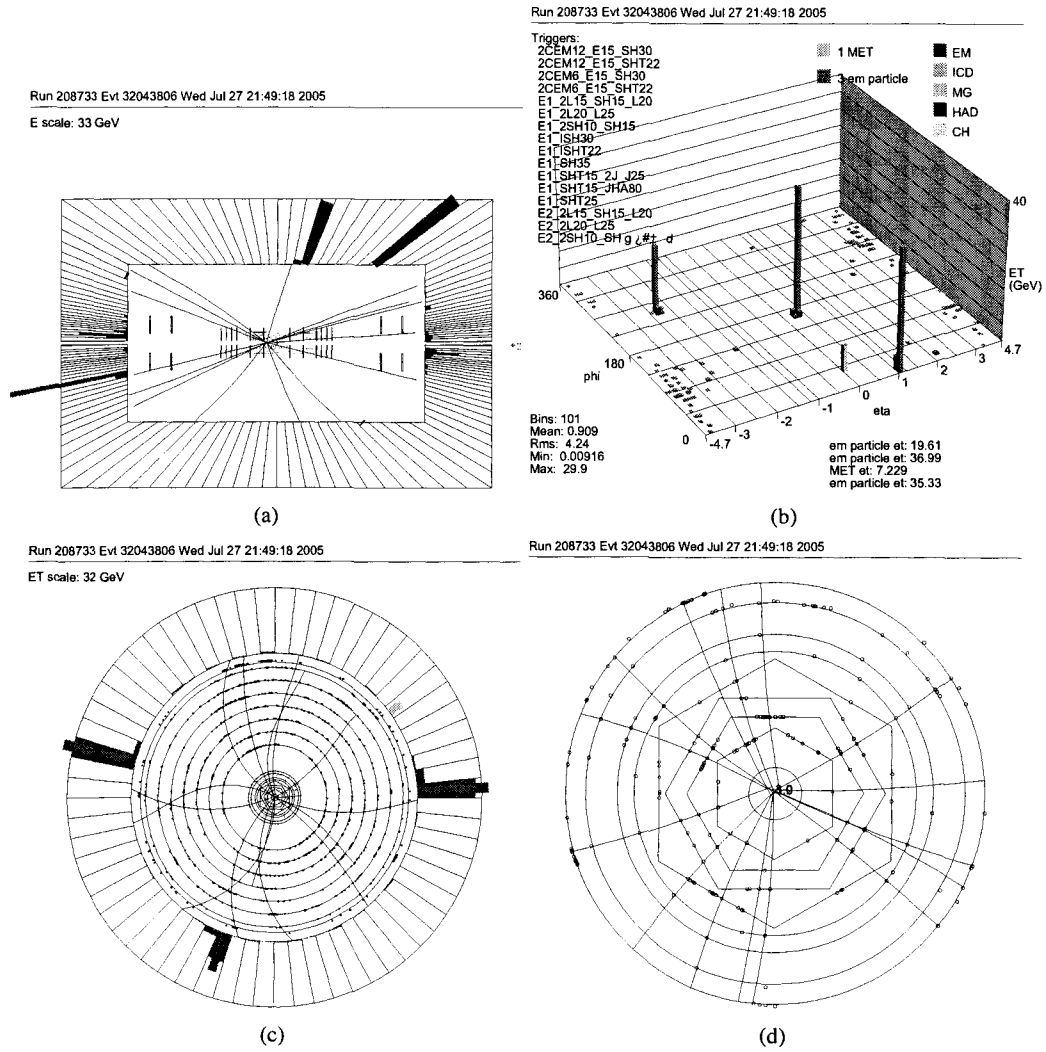 Run 208733 Evt 32043806 Wed Jul 27 21:49:18 2005
E scale: 33 GeV
(a)
Run 208733 Evt 32043806 Wed Jul 27 21:49:18 2005
Triggers:
2CEM12_E15_SH30
2CEM12_E15_SHT22
2CEM6_E15_SH30
2CEM6_E15_SHT22
E1_2L15_SH15_L20
E1_2L20_L25
E1_2SH10_SH15
E1_ISH30
E1_ISHT22
E1_SH35
E1_SHT15_2J_J25
E1_SHT15_JHA80
E1_SHT25
E2_2L15_SH15_L20
E2_2L20_L25
E2_2SH10_SH
1 MET
3 em particle
EM
ICD
MG
HAD
CH
40
ET
(GeV)
360
180
phi
0
-4.7
-3
-2
-1
0
1
2
3
4.7
eta
Bins: 101
Mean: 0.909
Rms: 4.24
Min: 0.00916
Max: 29.9
em particle et: 19.61
em particle et: 36.99
MET et: 7.229
em particle et: 35.33
(b)
Run 208733 Evt 32043806 Wed Jul 27 21:49:18 2005
ET scale: 32 GeV
(c)
Run 208733 Evt 32043806 Wed Jul 27 21:49:18 2005
(d)